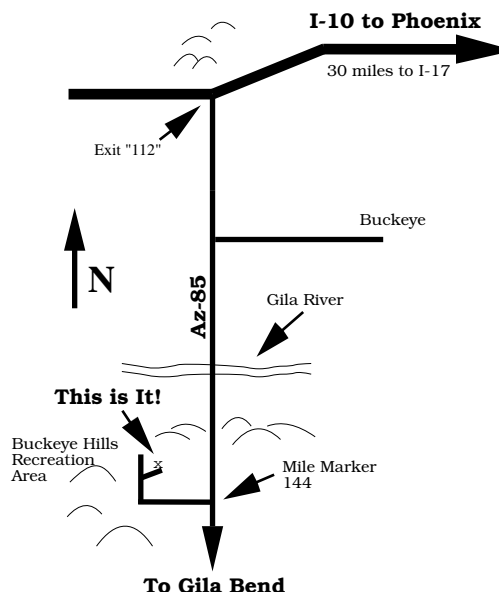 I-10 to Phoenix
30 miles to I-17
Exit "112"
Buckeye
N
Az-85
Gila River
This is It!
Buckeye Hills
Recreation
Area
x
Mile Marker
144
To Gila Bend